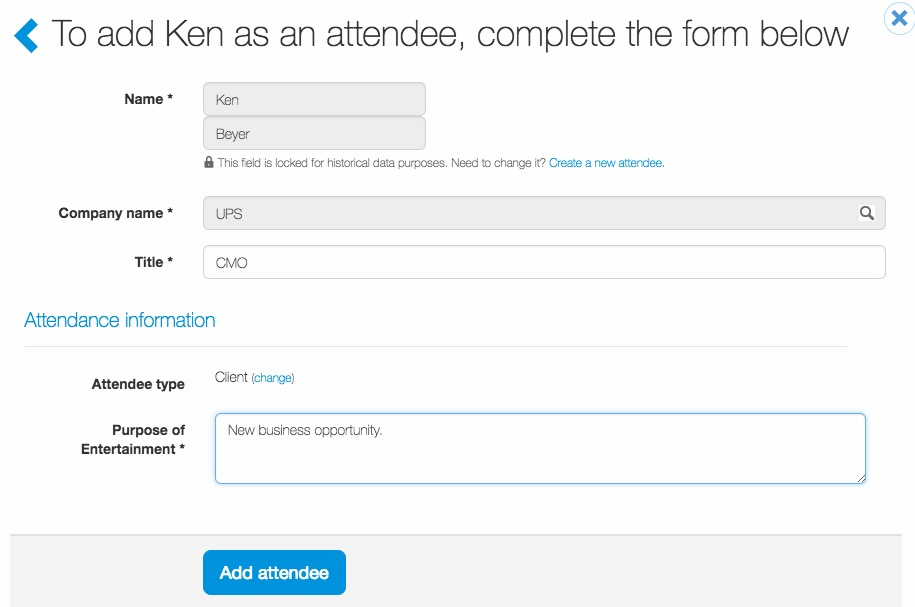 To add Ken as an attendee, complete the form below
Name *
Ken
Beyer
This field is locked for historical data purposes. Need to change it? Create a new attendee.
Company name *
UPS
Title *
CMO
Attendance information
Attendee type
Client (change)
Purpose of
Entertainment *
New business opportunity.
Add attendee